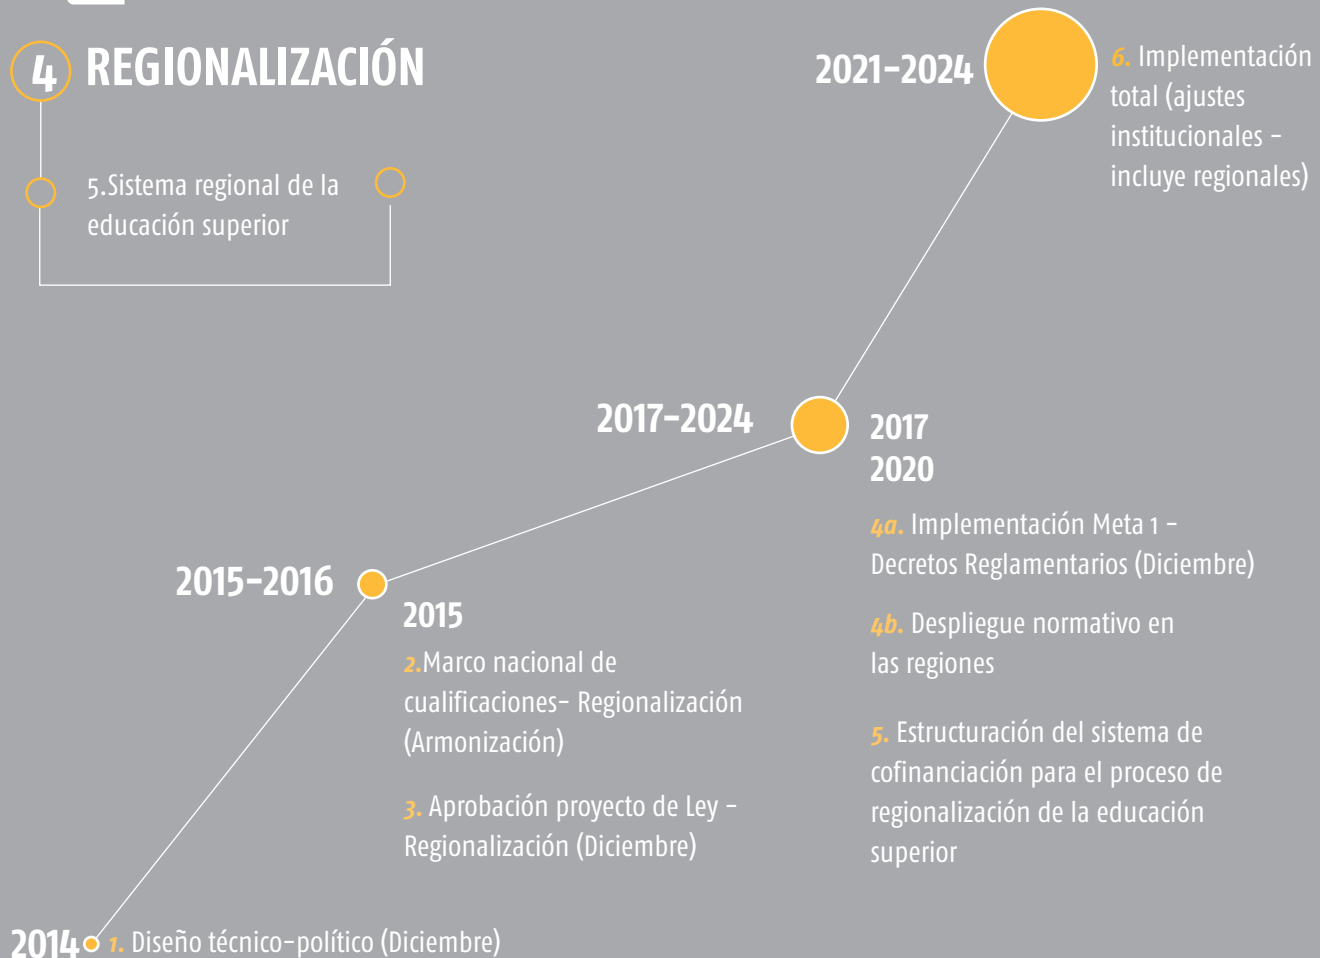 4 REGIONALIZACIÓN
5.Sistema regional de la
educación superior
2021-2024
6. Implementación
total (ajustes
institucionales -
incluye regionales)
2017-2024
2017
2020
4a. Implementación Meta 1 -
Decretos Reglamentarios (Diciembre)
4b. Despliegue normativo en
las regiones
5. Estructuración del sistema de
cofinanciación para el proceso de
regionalización de la educación
superior
2015-2016
2015
2.Marco nacional de
cualificaciones- Regionalización
(Armonización)
3. Aprobación proyecto de Ley -
Regionalización (Diciembre)
2014
1. Diseño técnico-político (Diciembre)